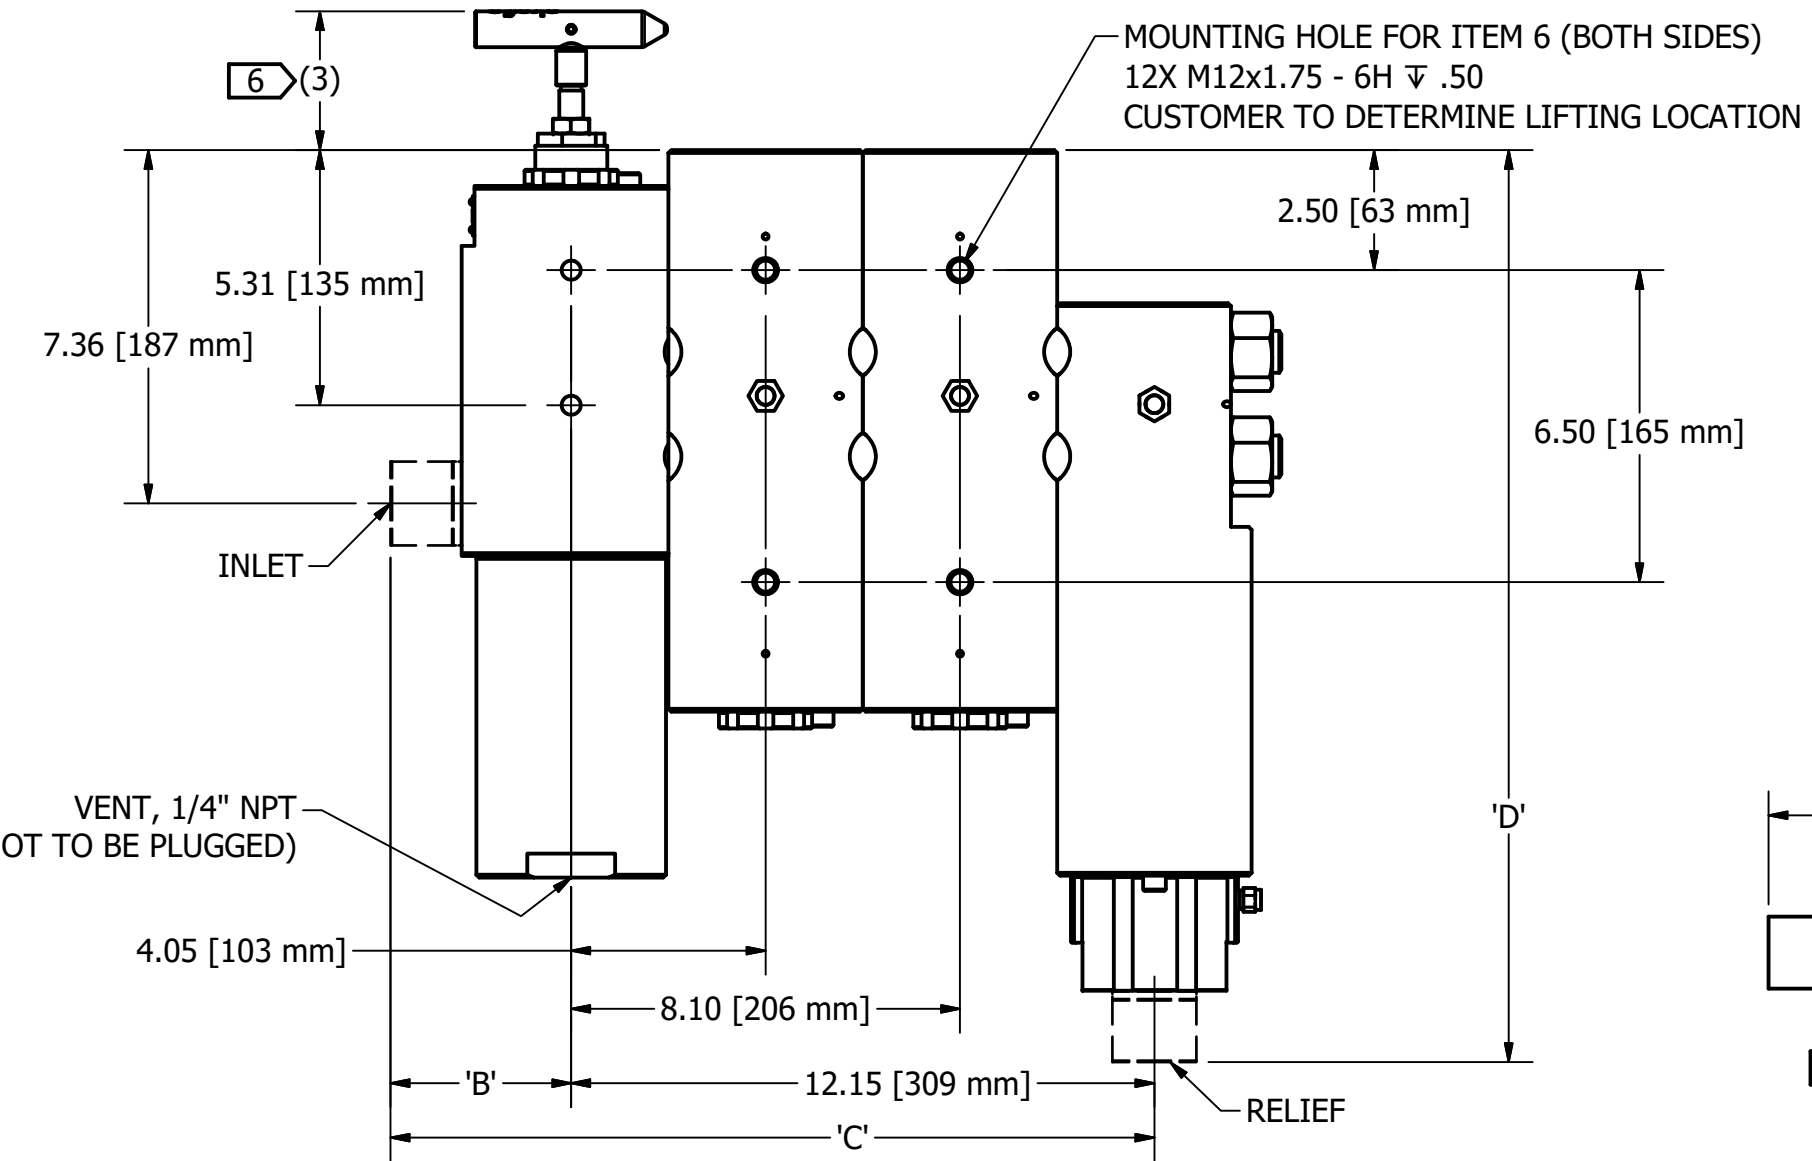 MOUNTING HOLE FOR ITEM 6 (BOTH SIDES)
12X M12x1.75 - 6H ↧ .50
CUSTOMER TO DETERMINE LIFTING LOCATION
6 (3)
2.50 [63 mm]
5.31 [135 mm]
7.36 [187 mm]
6.50 [165 mm]
INLET
VENT, 1/4" NPT
OT TO BE PLUGGED)
'D'
4.05 [103 mm]
8.10 [206 mm]
'B'
12.15 [309 mm]
RELIEF
'C'